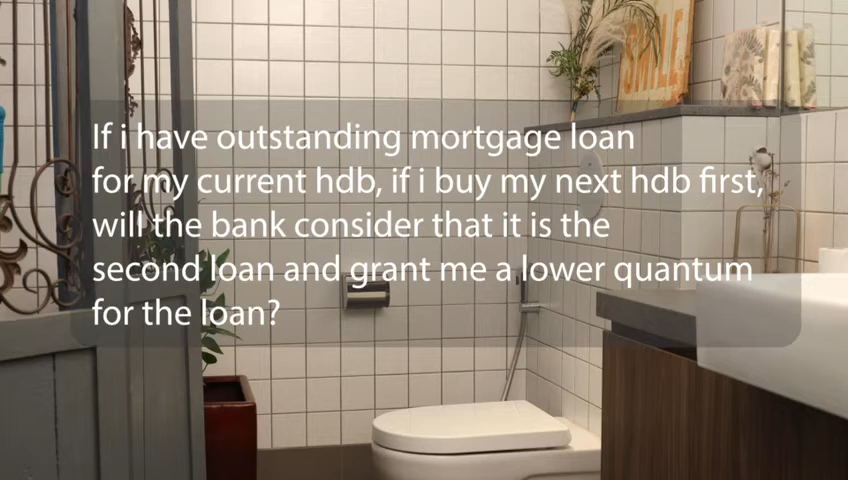 SMILE
If i have outstanding mortgage loan
for my current hdb, if i buy my next hdb first,
will the bank consider that it is the
second loan and grant me a lower quantum
for the loan?